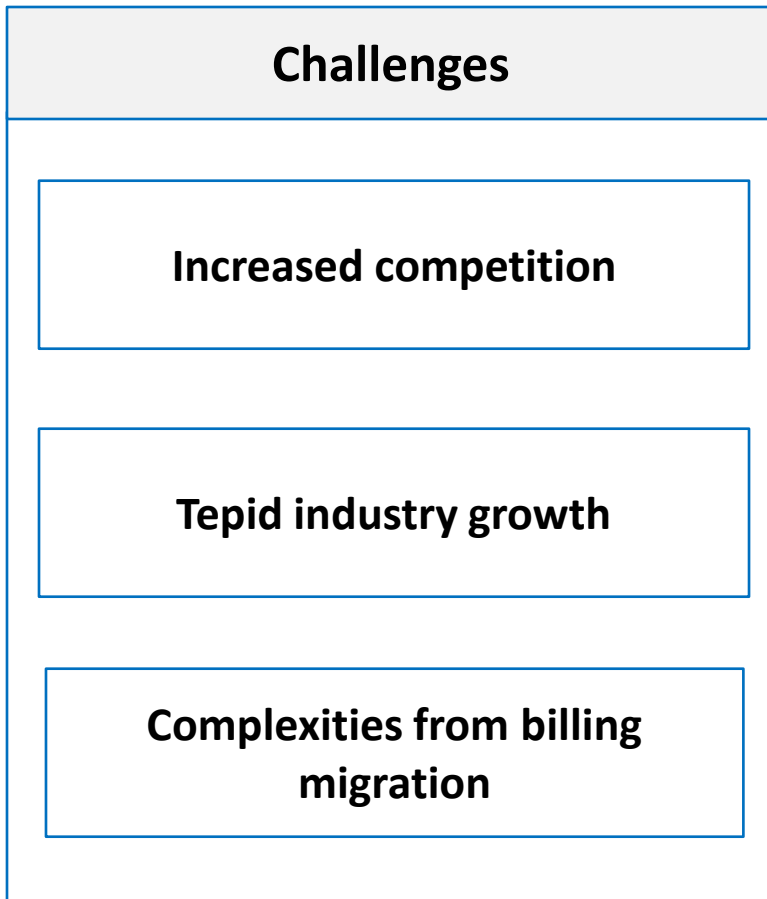 Challenges
Increased competition
Tepid industry growth
Complexities from billing
migration